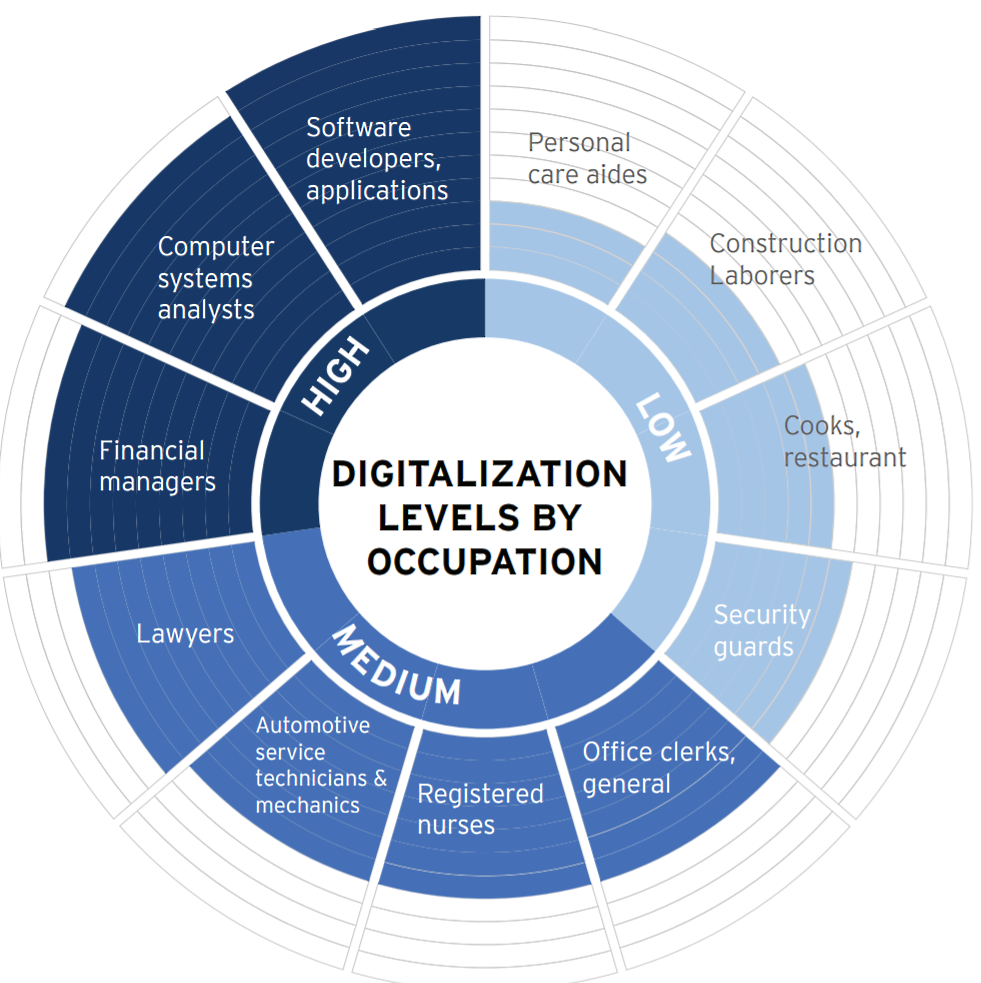 DIGITALIZATION
LEVELS BY
OCCUPATION
HIGH
Software
developers,
applications
Computer
systems
analysts
Financial
managers
LOW
Personal
care aides
Construction
Laborers
Cooks,
restaurant
Security
guards
MEDIUM
Lawyers
Automotive
service
technicians &
mechanics
Registered
nurses
Office clerks,
general